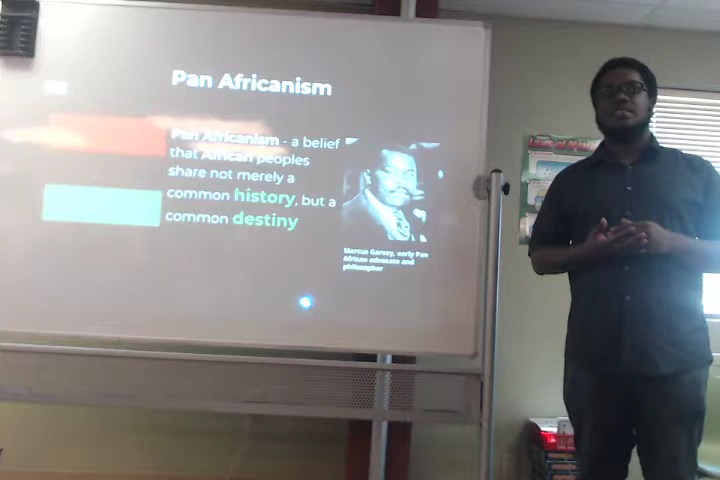 Pan Africanism
Pan Africanism - a belief
that African peoples
share not merely a
common history, but a
common destiny
Marcus Garvey, early Pan
African advocate and
philosopher